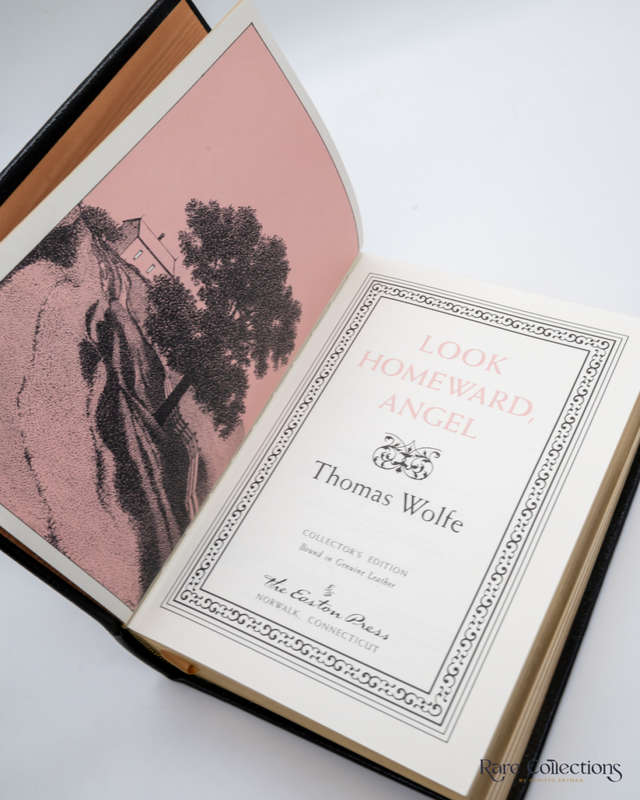 LOOK
HOMEWARD,
ANGEL
Thomas Wolfe
COLLECTOR'S EDITION
Bound in Genuine Leather
the Easton Press
NORWALK, CONNECTICUT
Rare Collections